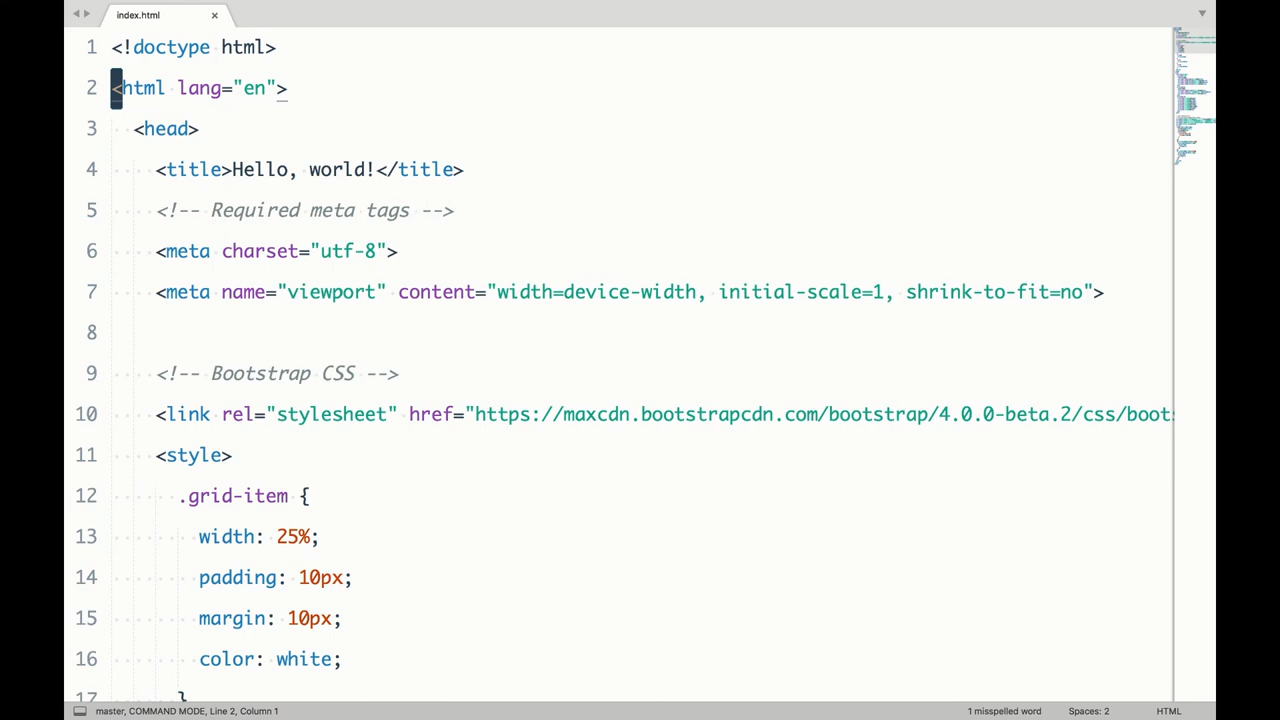 index.html
1 <!doctype html>
2 <html lang="en">
3 <head>
4 <title>Hello, world!</title>
5 <!-- Required meta tags -->
6 <meta charset="utf-8">
7 <meta name="viewport" content="width=device-width, initial-scale=1, shrink-to-fit=no">
8
9 <!-- Bootstrap CSS -->
10 <link rel="stylesheet" href="https://maxcdn.bootstrapcdn.com/bootstrap/4.0.0-beta.2/css/boots
11 <style>
12 .grid-item {
13 width: 25%;
14 padding: 10px;
15 margin: 10px;
16 color: white;
17 }
master, COMMAND MODE, Line 2, Column 1 1 misspelled word Spaces: 2 HTML